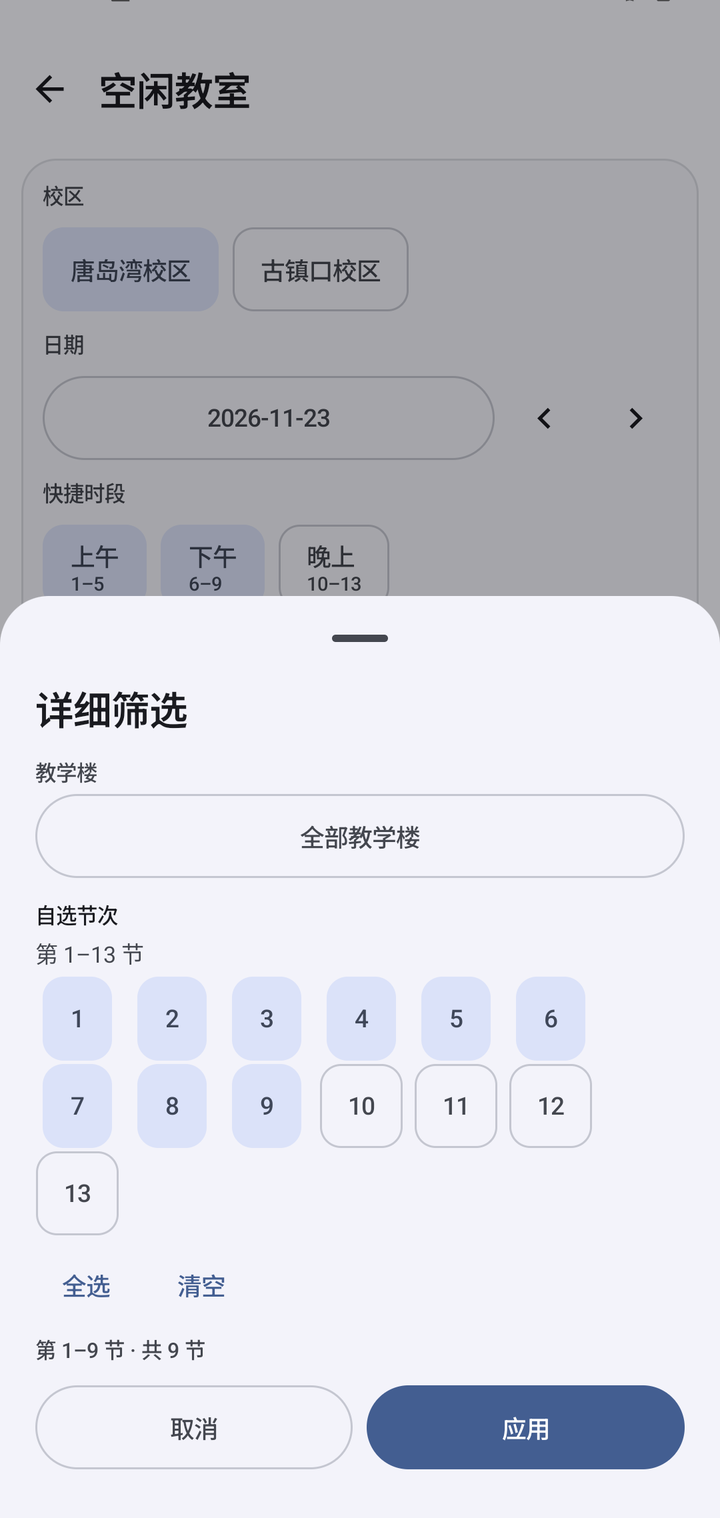 空闲教室
校区
唐岛湾校区 古镇口校区
日期
2026-11-23
快捷时段
上午 下午 晚上
1–5 6–9 10–13
详细筛选
教学楼
全部教学楼
自选节次
第 1–13 节
1 2 3 4 5 6
7 8 9 10 11 12
13
全选 清空
第 1–9 节 · 共 9 节
取消 应用